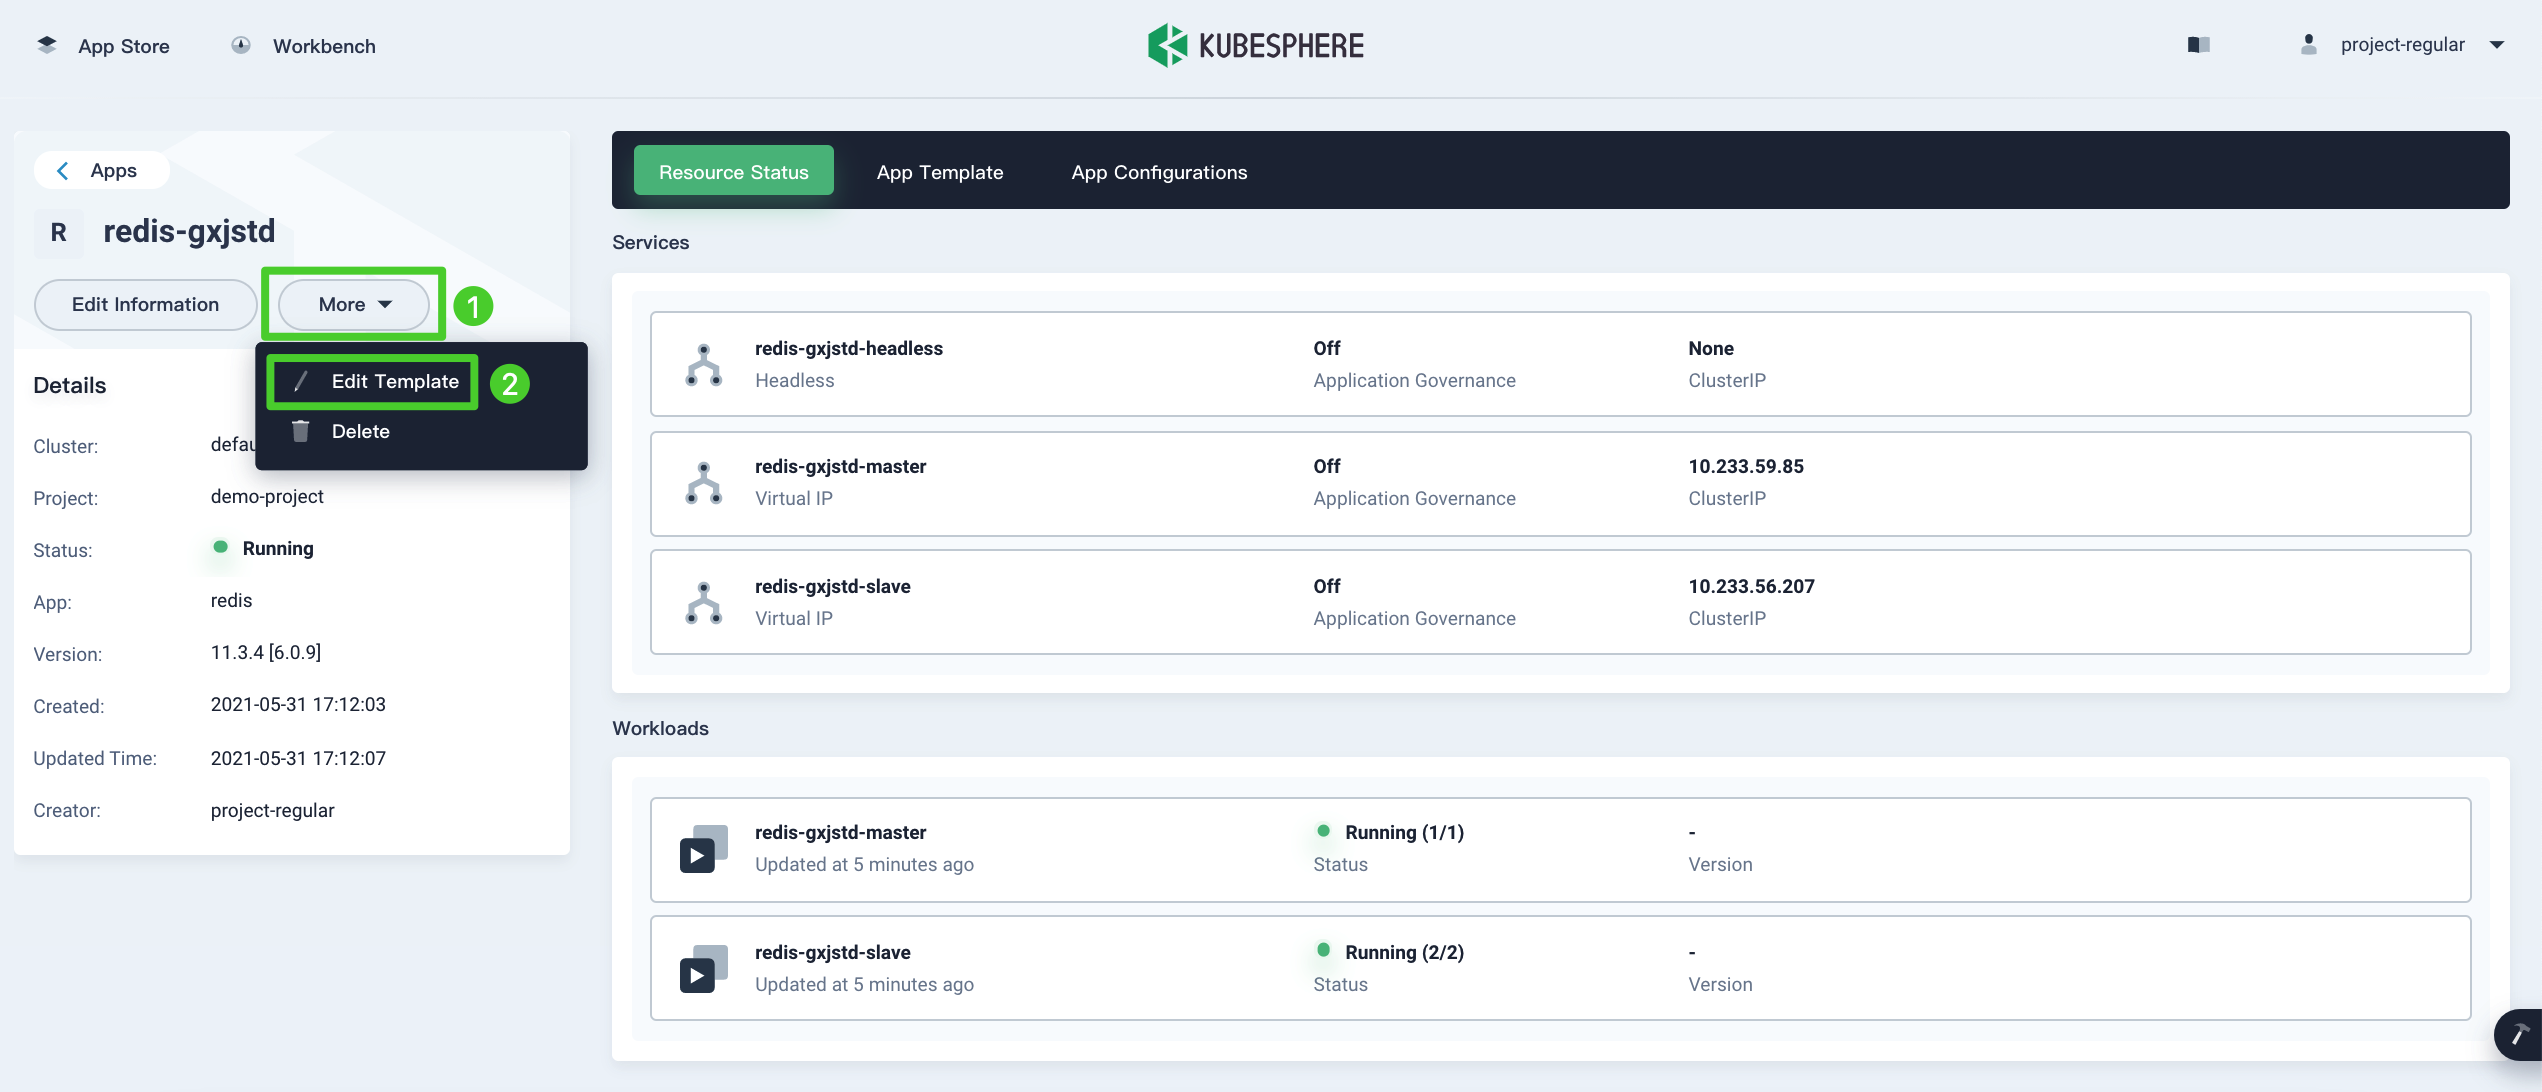 App Store
Workbench
KUBESPHERE
project-regular
Apps
R redis-gxjstd
Edit Information
More
1
Edit Template
2
Delete
Details
Cluster: defau
Project: demo-project
Status: Running
App: redis
Version: 11.3.4 [6.0.9]
Created: 2021-05-31 17:12:03
Updated Time: 2021-05-31 17:12:07
Creator: project-regular
Resource Status
App Template
App Configurations
Services
redis-gxjstd-headless Off None
Headless Application Governance ClusterIP
redis-gxjstd-master Off 10.233.59.85
Virtual IP Application Governance ClusterIP
redis-gxjstd-slave Off 10.233.56.207
Virtual IP Application Governance ClusterIP
Workloads
redis-gxjstd-master Running (1/1) -
Updated at 5 minutes ago Status Version
redis-gxjstd-slave Running (2/2) -
Updated at 5 minutes ago Status Version